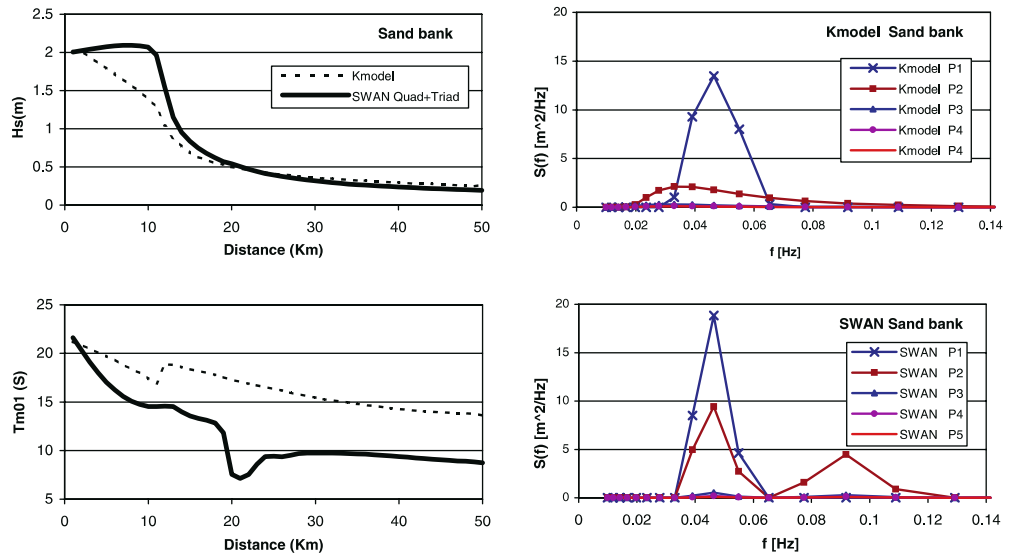 2.5
2
1.5
1
0.5
0
Hs(m)
Sand bank
Kmodel
SWAN Quad+Triad
0 10 20 30 40 50
Distance (Km)
20
15
10
5
0
S(f) [m^2/Hz]
Kmodel Sand bank
Kmodel P1
Kmodel P2
Kmodel P3
Kmodel P4
Kmodel P4
0 0.02 0.04 0.06 0.08 0.1 0.12 0.14
f [Hz]
25
20
15
10
5
Tm01 (S)
0 10 20 30 40 50
Distance (Km)
20
15
10
5
0
S(f) [m^2/Hz]
SWAN Sand bank
SWAN P1
SWAN P2
SWAN P3
SWAN P4
SWAN P5
0 0.02 0.04 0.06 0.08 0.1 0.12 0.14
f [Hz]